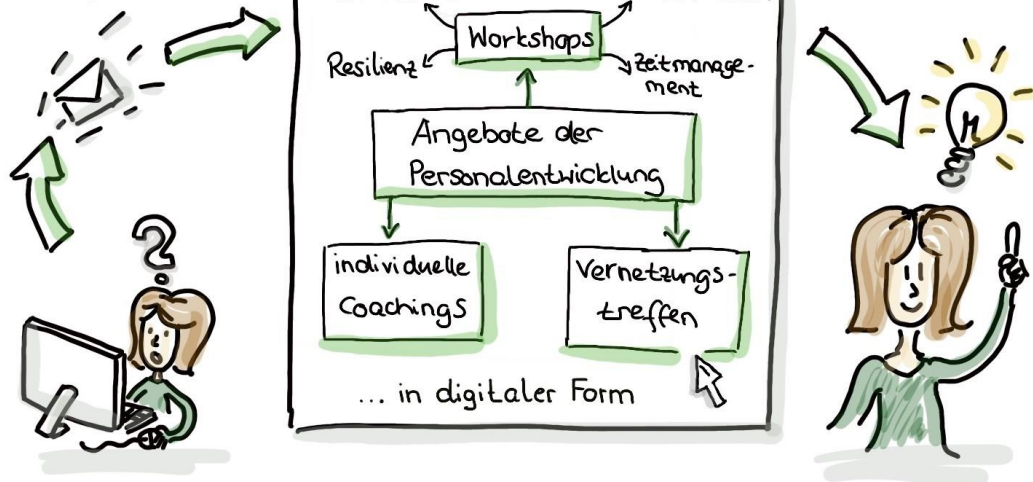 Workshops
Resilienz
Zeitmanage-
ment
Angebote der
Personalentwicklung
individuelle
Coachings
Vernetzungs-
treffen
... in digitaler Form
?